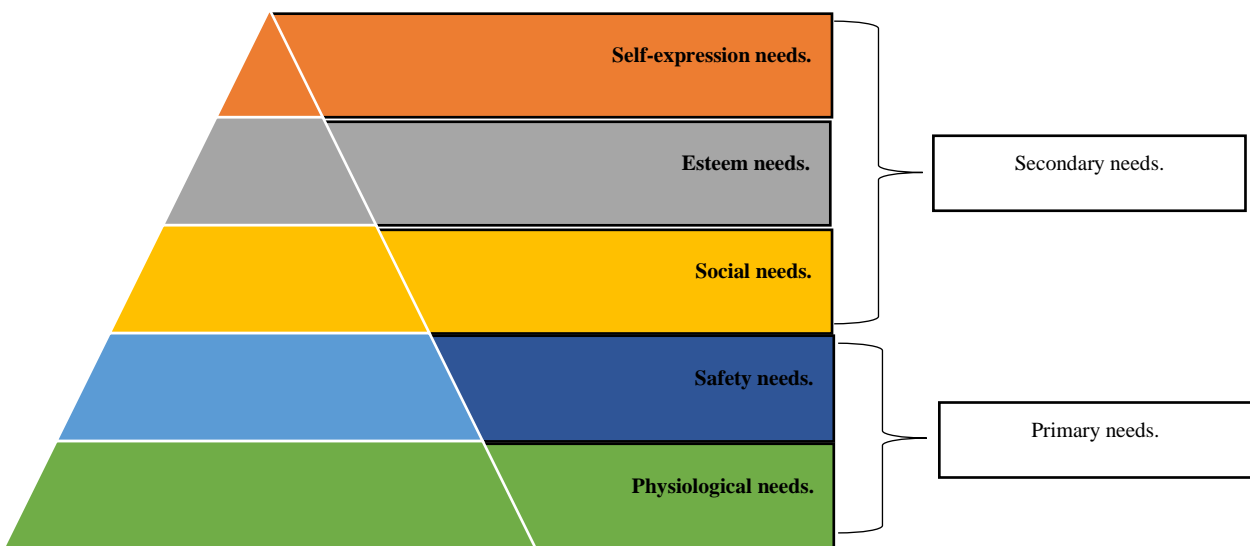 Self-expression needs.
Esteem needs.
Secondary needs.
Social needs.
Safety needs.
Primary needs.
Physiological needs.